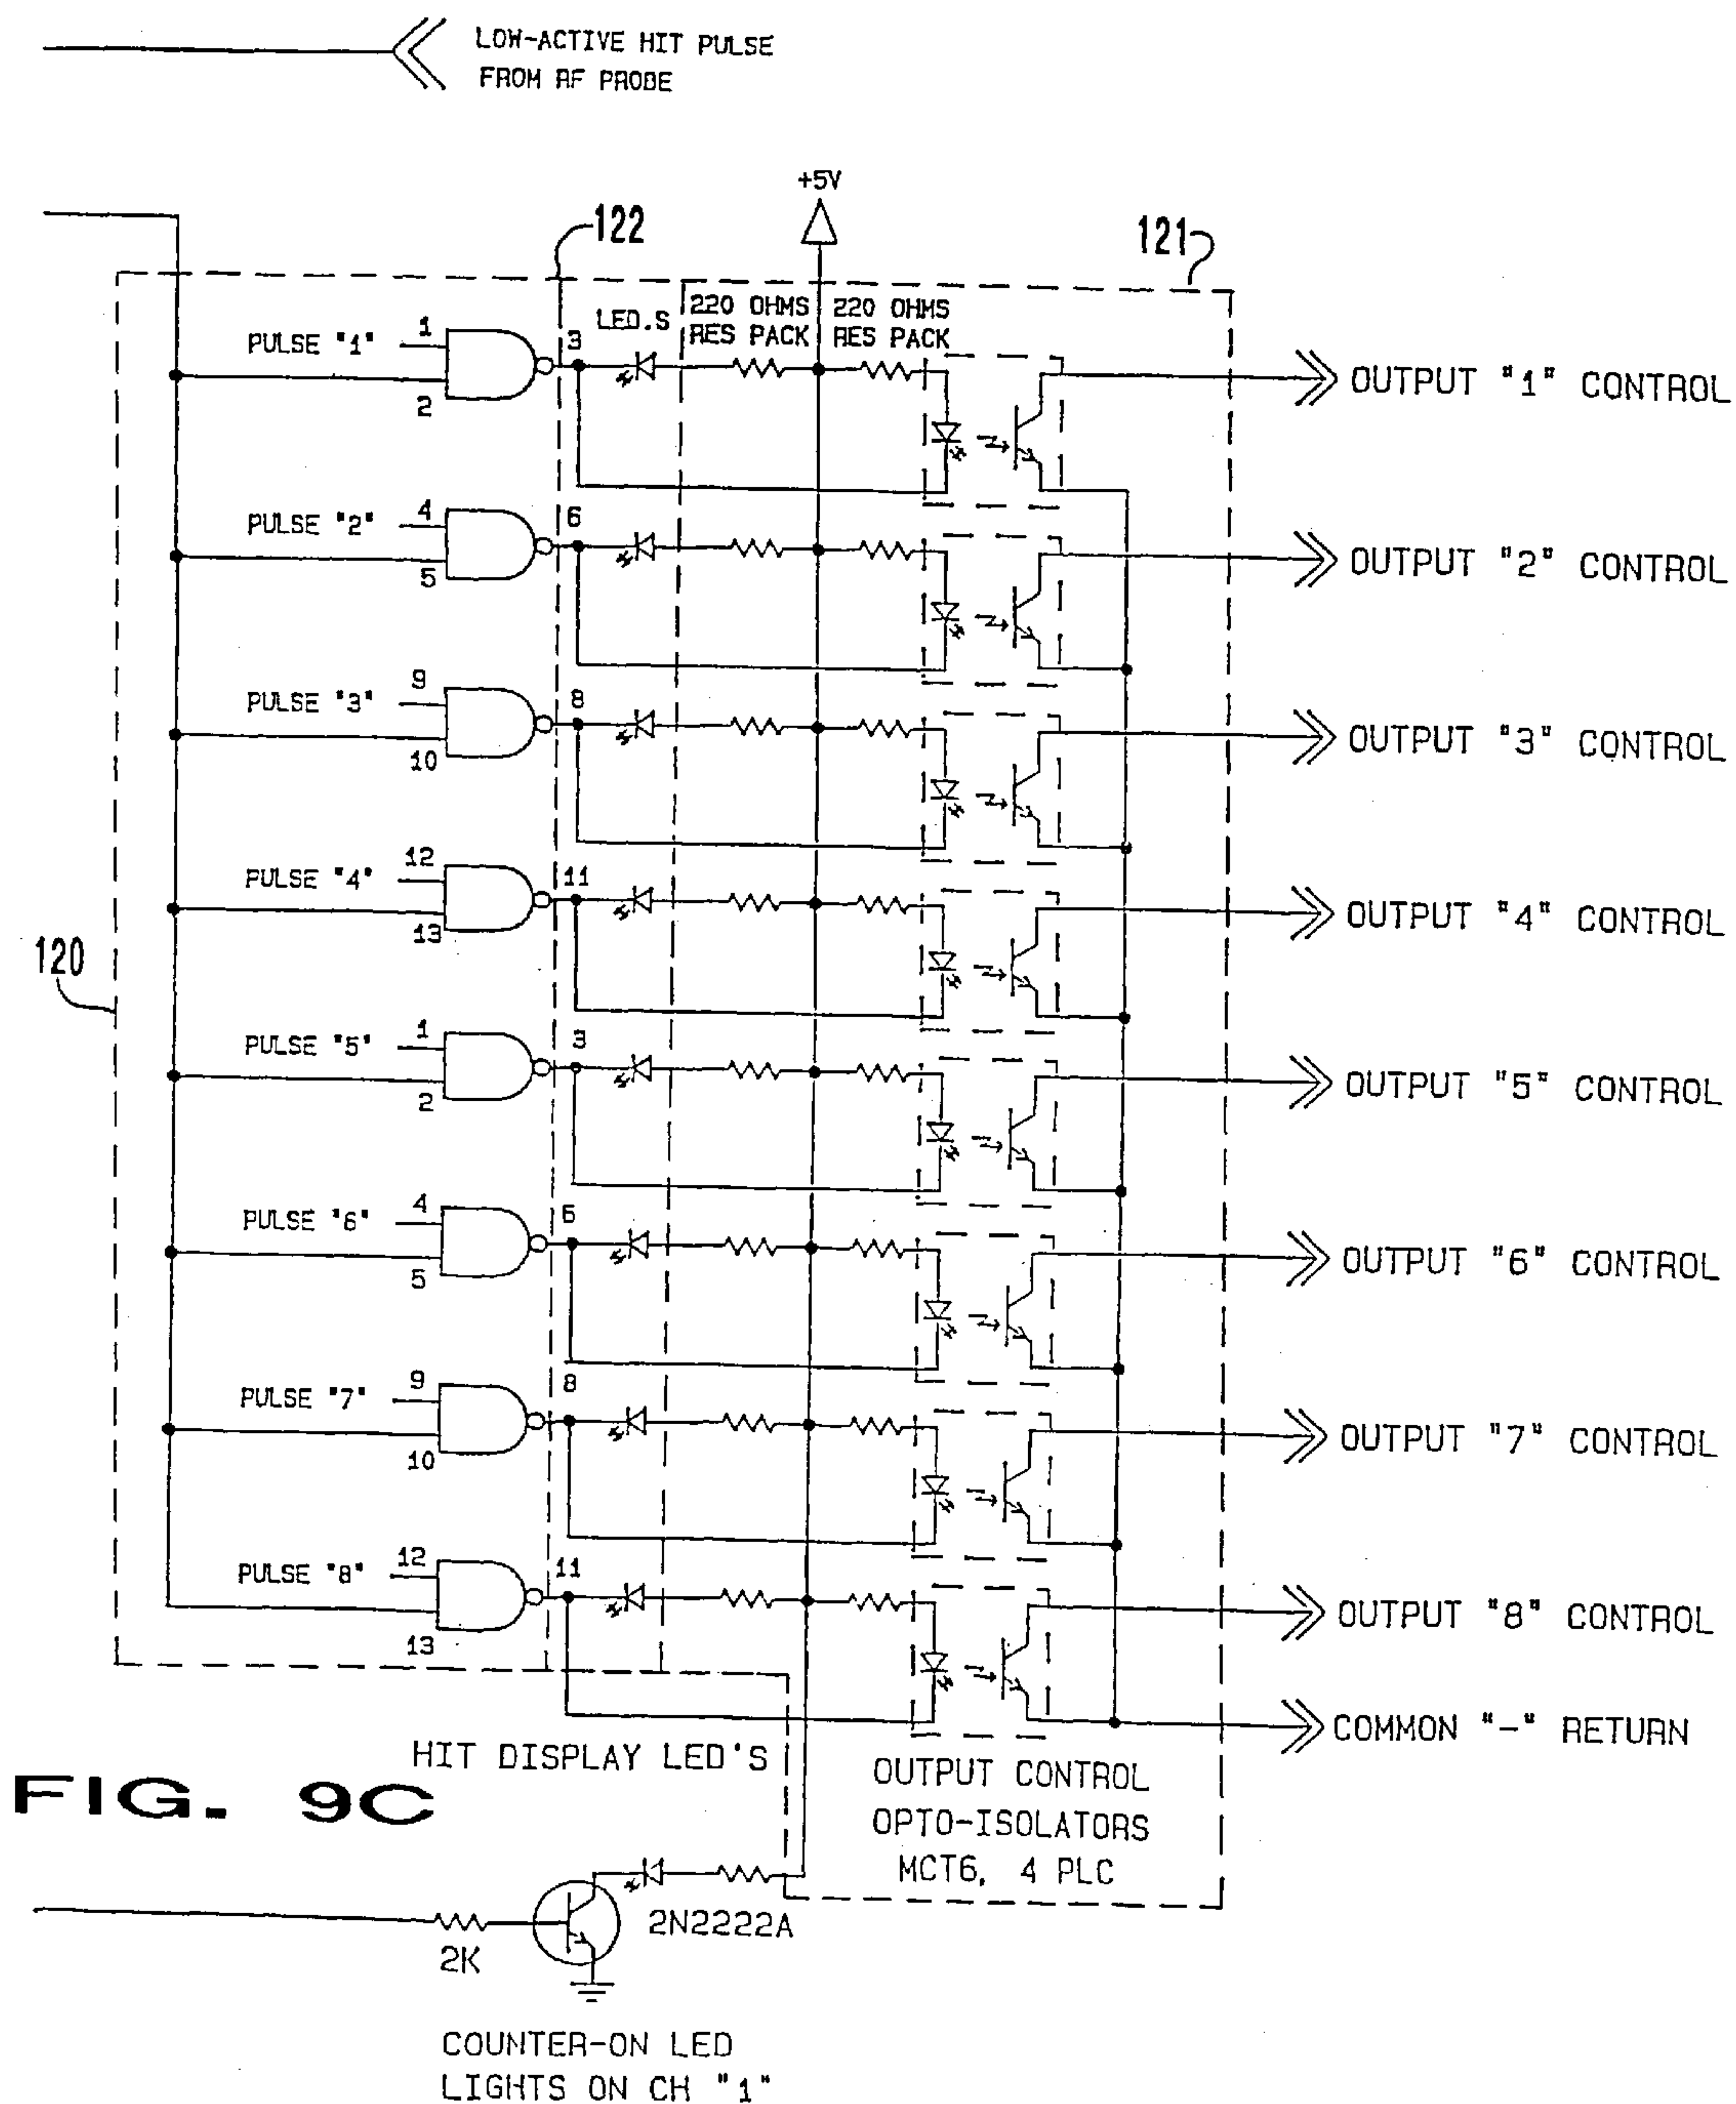 LOW-ACTIVE HIT PULSE
FROM RF PROBE
+5V
122
121
LED.S
220 OHMS
RES PACK
220 OHMS
RES PACK
PULSE "1"
1
2
3
OUTPUT "1" CONTROL
PULSE "2"
4
5
6
OUTPUT "2" CONTROL
PULSE "3"
9
10
8
OUTPUT "3" CONTROL
PULSE "4"
12
13
11
OUTPUT "4" CONTROL
120
PULSE "5"
1
2
3
OUTPUT "5" CONTROL
PULSE "6"
4
5
6
OUTPUT "6" CONTROL
PULSE "7"
9
10
8
OUTPUT "7" CONTROL
PULSE "8"
12
13
11
OUTPUT "8" CONTROL
COMMON "-" RETURN
HIT DISPLAY LED'S
OUTPUT CONTROL
OPTO-ISOLATORS
MCT6, 4 PLC
FIG. 9C
2N2222A
2K
COUNTER-ON LED
LIGHTS ON CH "1"